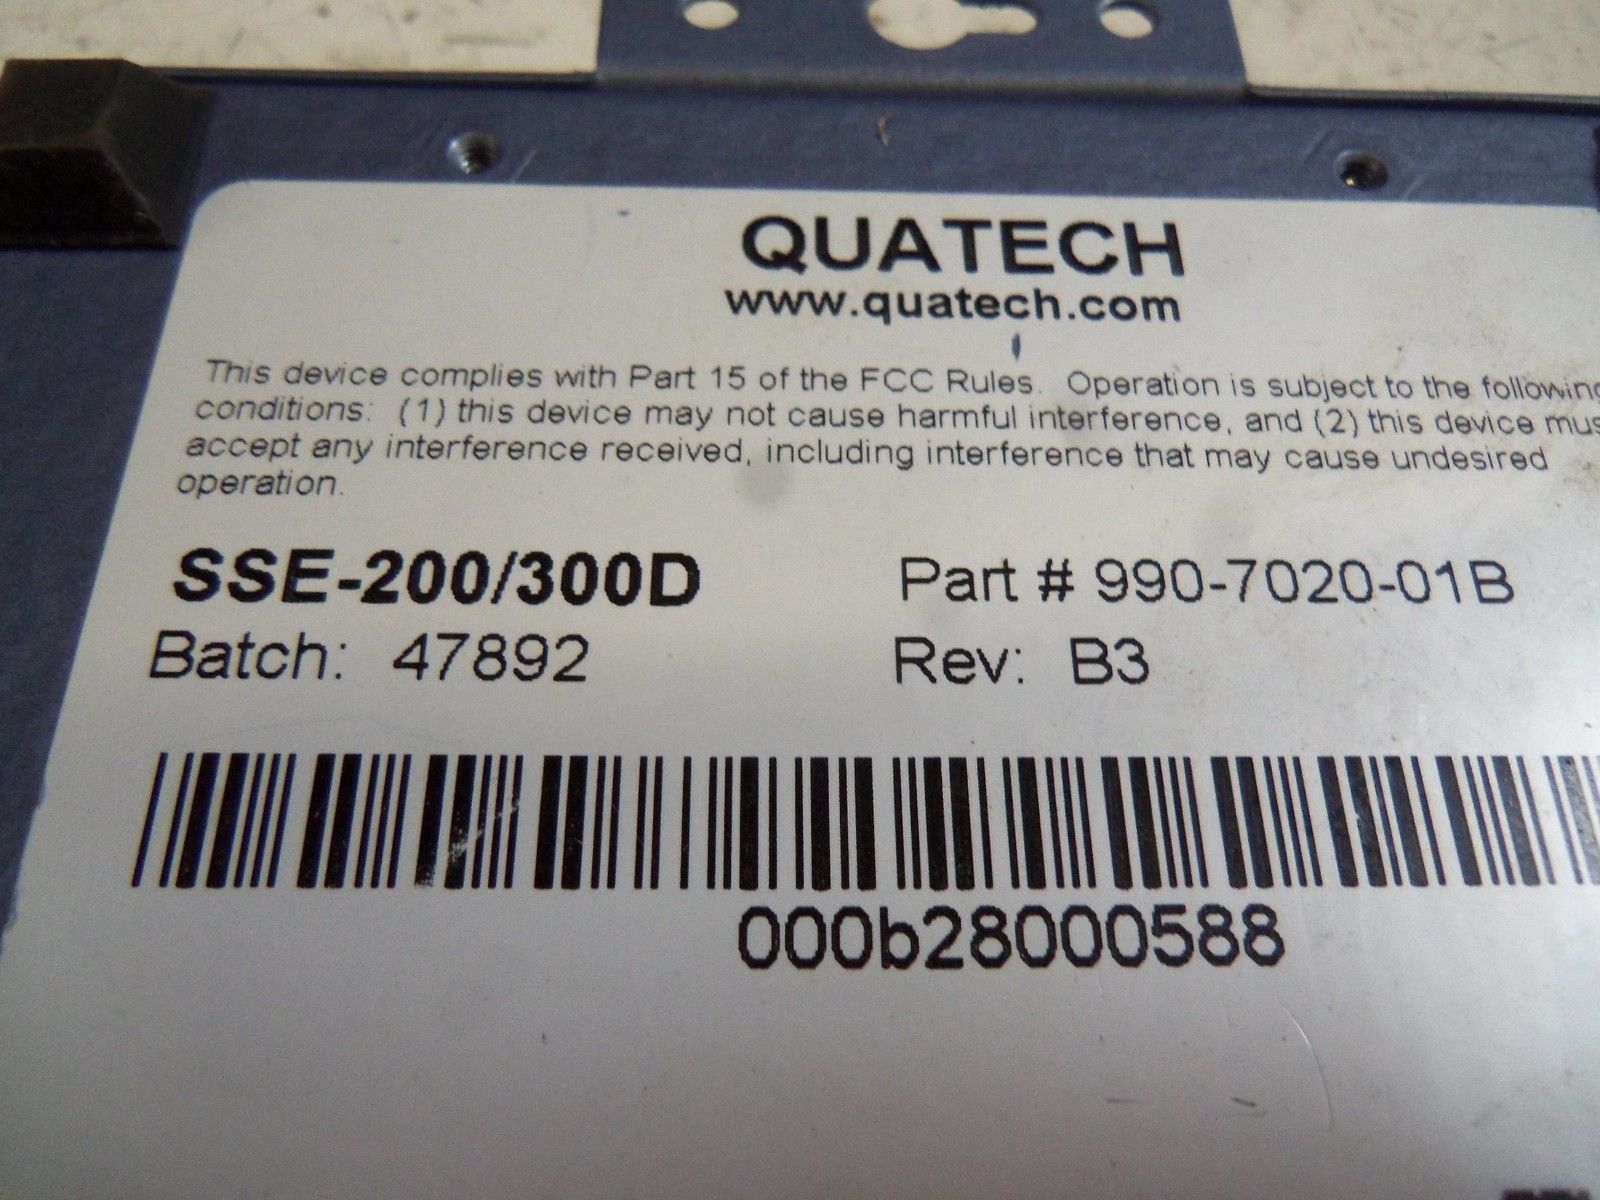 QUATECH
www.quatech.com
This device complies with Part 15 of the FCC Rules. Operation is subject to the following
conditions: (1) this device may not cause harmful interference, and (2) this device mus
accept any interference received, including interference that may cause undesired
operation.
SSE-200/300D Part # 990-7020-01B
Batch: 47892 Rev: B3
000b28000588